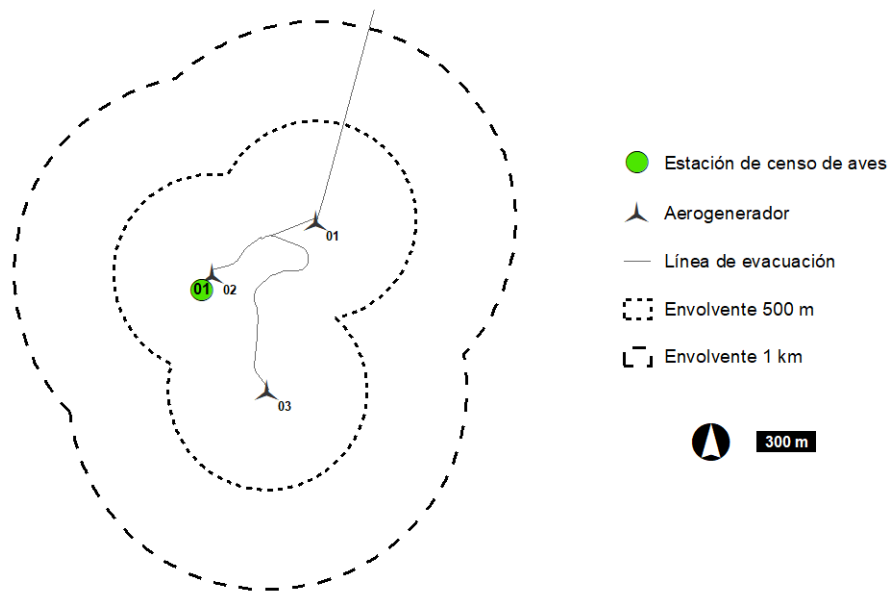 Estación de censo de aves
Aerogenerador
01
Línea de evacuación
01
02
Envolvente 500 m
Envolvente 1 km
03
300 m